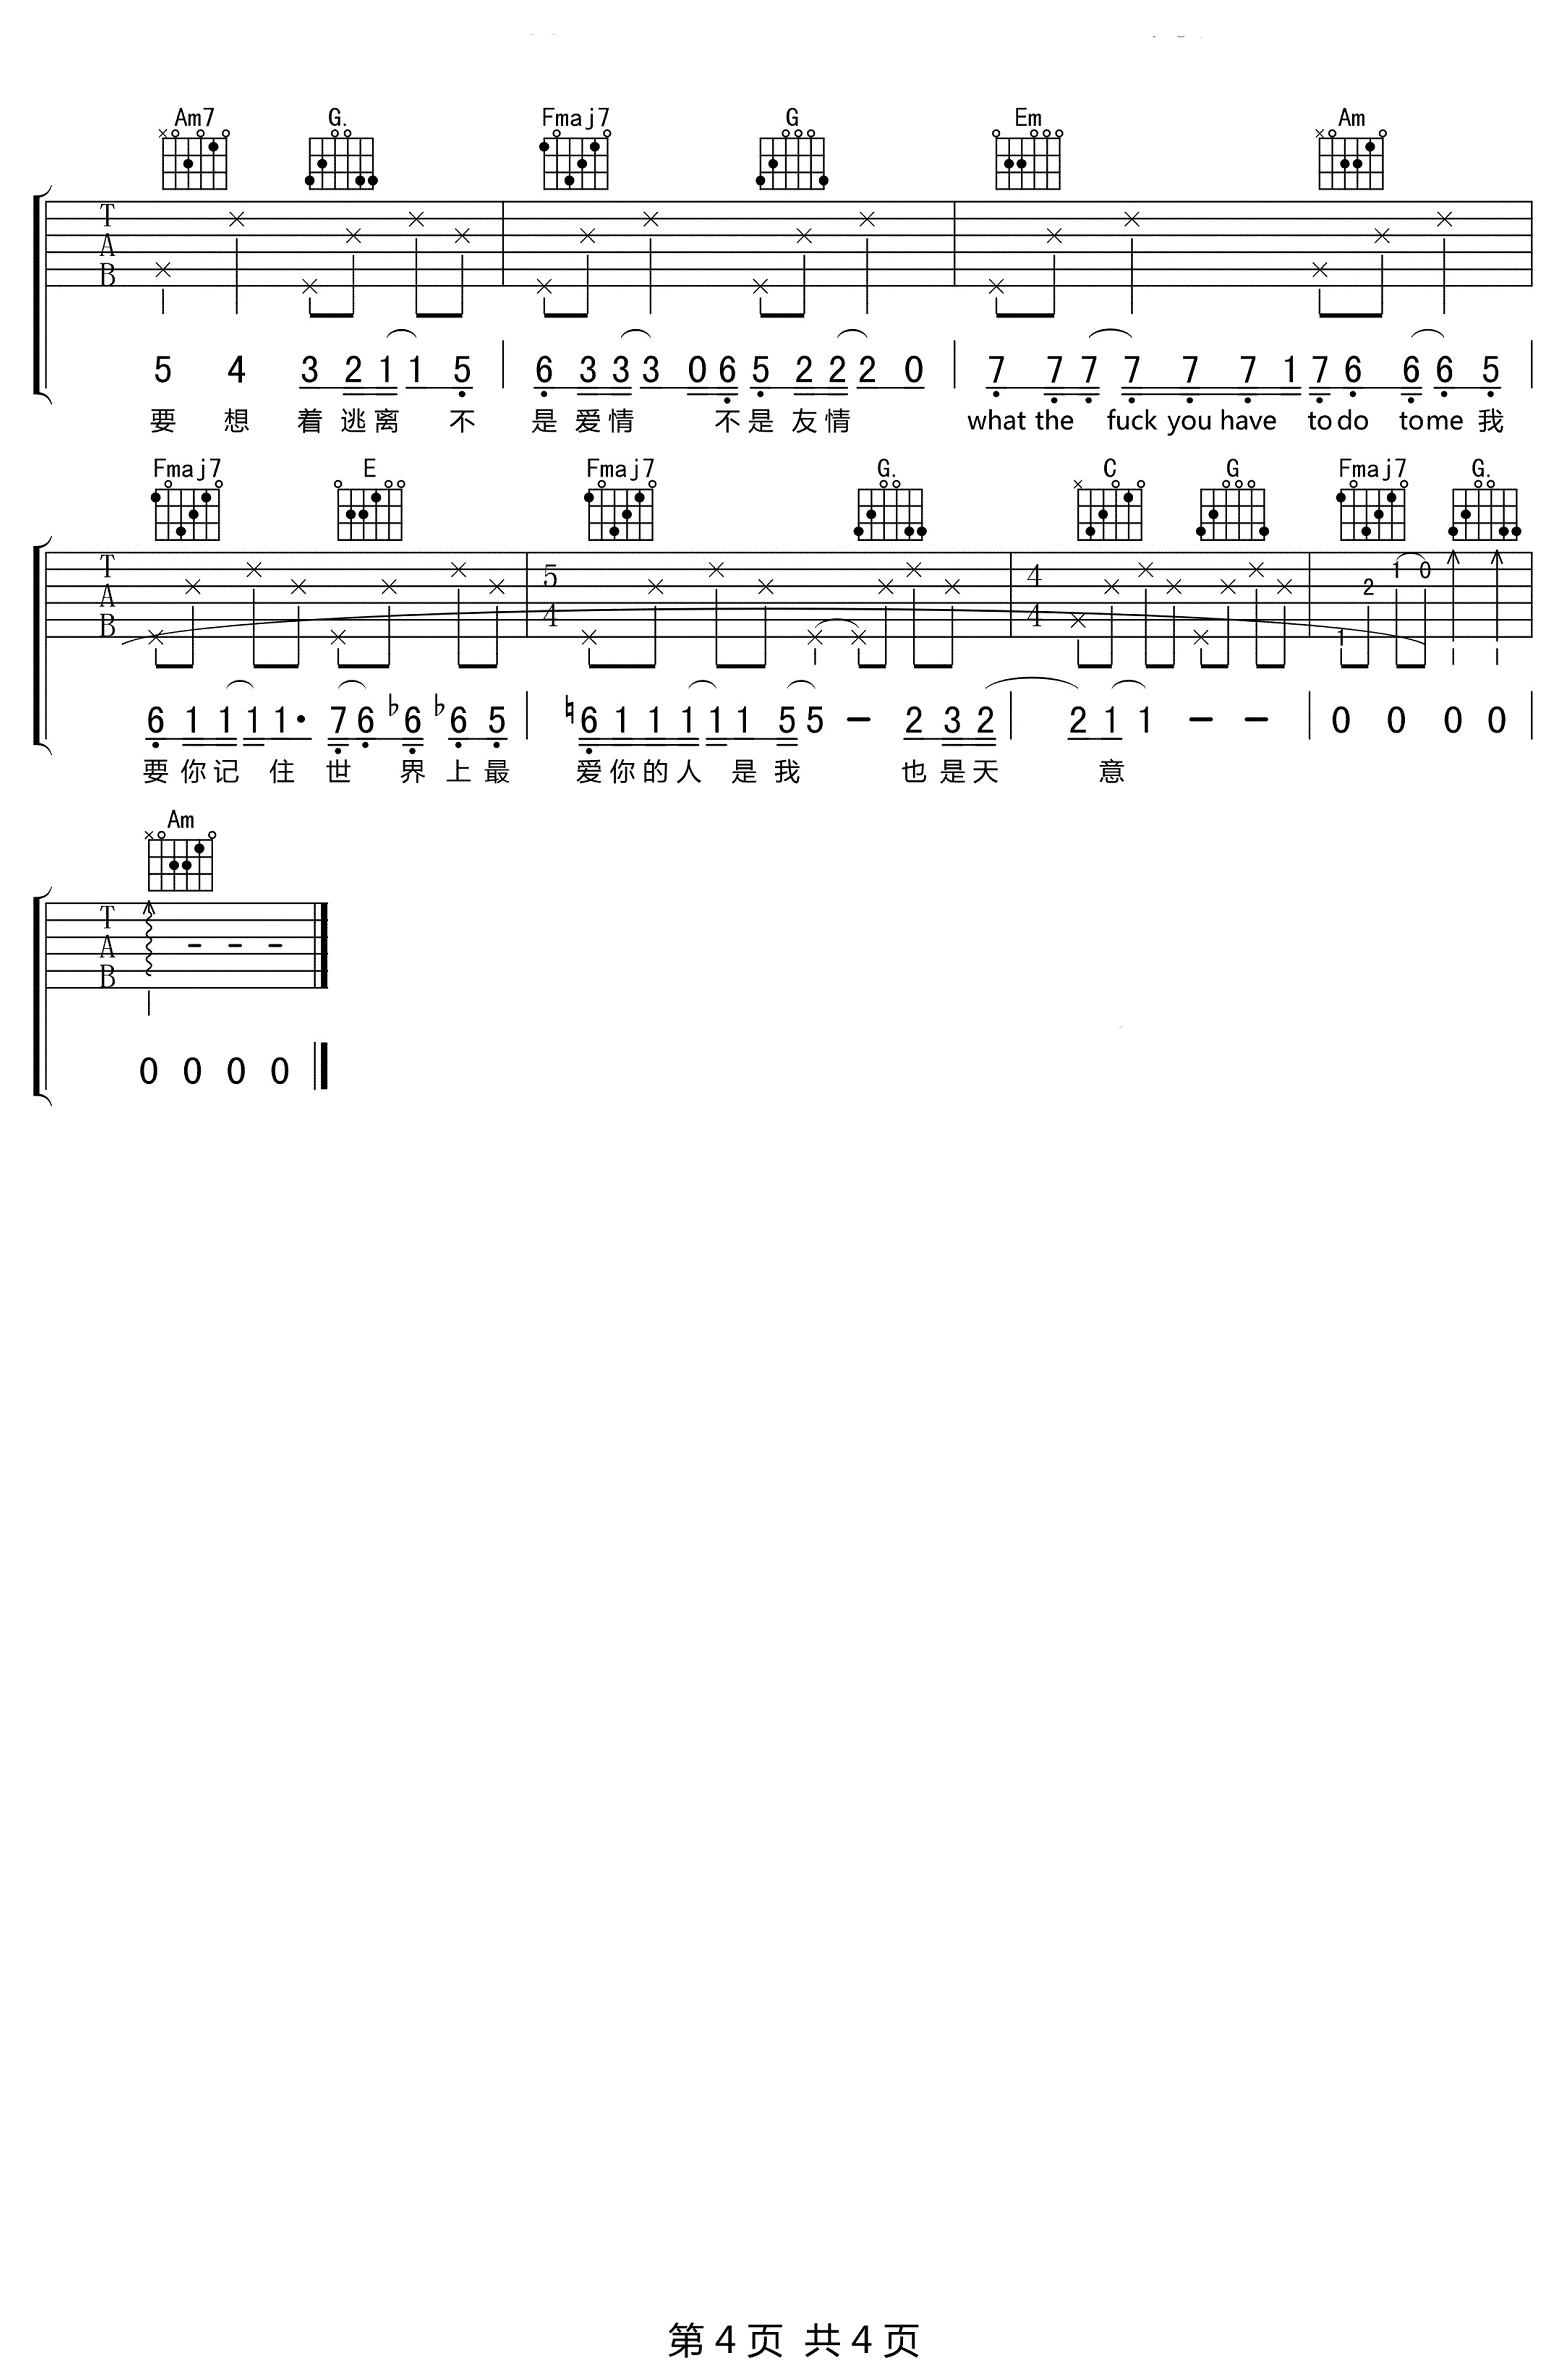 Am7 G. Fmaj7 G Em Am
T
A
B
5 4 3 2 1 1 5 | 6 3 3 3 0 6 5 2 2 2 0 | 7 7 7 7 7 7 1 7 6 6 6 5 |
要 想 着 逃 离 不 是 爱 情 不 是 友 情 what the fuck you have to do to me 我
Fmaj7 E Fmaj7 G. C G Fmaj7 G.
T
A
B
5
4
4
4
1 2 1 0
6 1 1 1 1· 7 6 ♭6 ♭6 5 | ♮6 1 1 1 1 1 5 5 - 2 3 2 | 2 1 1 - - | 0 0 0 0 |
要 你 记 住 世 界 上 最 爱 你 的 人 是 我 也 是 天 意
Am
T
A
B
- - -
0 0 0 0
第 4 页 共 4 页